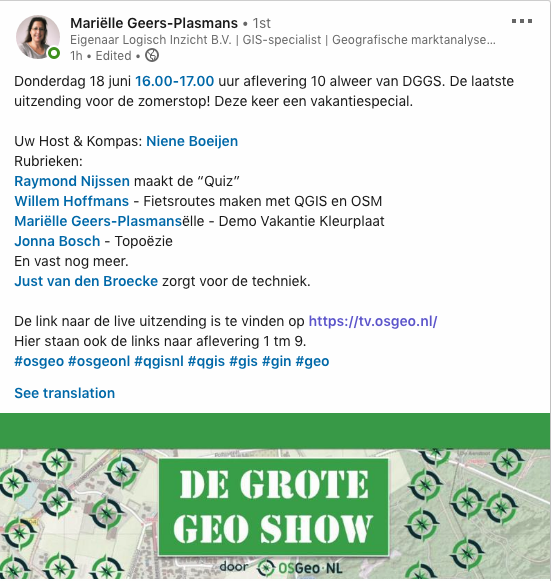 Mariëlle Geers-Plasmans • 1st
Eigenaar Logisch Inzicht B.V. | GIS-specialist | Geografische marktanalyse...
1h • Edited •
Donderdag 18 juni 16.00-17.00 uur aflevering 10 alweer van DGGS. De laatste
uitzending voor de zomerstop! Deze keer een vakantiespecial.
Uw Host & Kompas: Niene Boeijen
Rubrieken:
Raymond Nijssen maakt de “Quiz”
Willem Hoffmans - Fietsroutes maken met QGIS en OSM
Mariëlle Geers-Plasmansëlle - Demo Vakantie Kleurplaat
Jonna Bosch - Topoëzie
En vast nog meer.
Just van den Broecke zorgt voor de techniek.
De link naar de live uitzending is te vinden op https://tv.osgeo.nl/
Hier staan ook de links naar aflevering 1 tm 9.
#osgeo #osgeonl #qgisnl #qgis #gis #gin #geo
See translation
DE GROTE
GEO SHOW
door OSGeo·NL